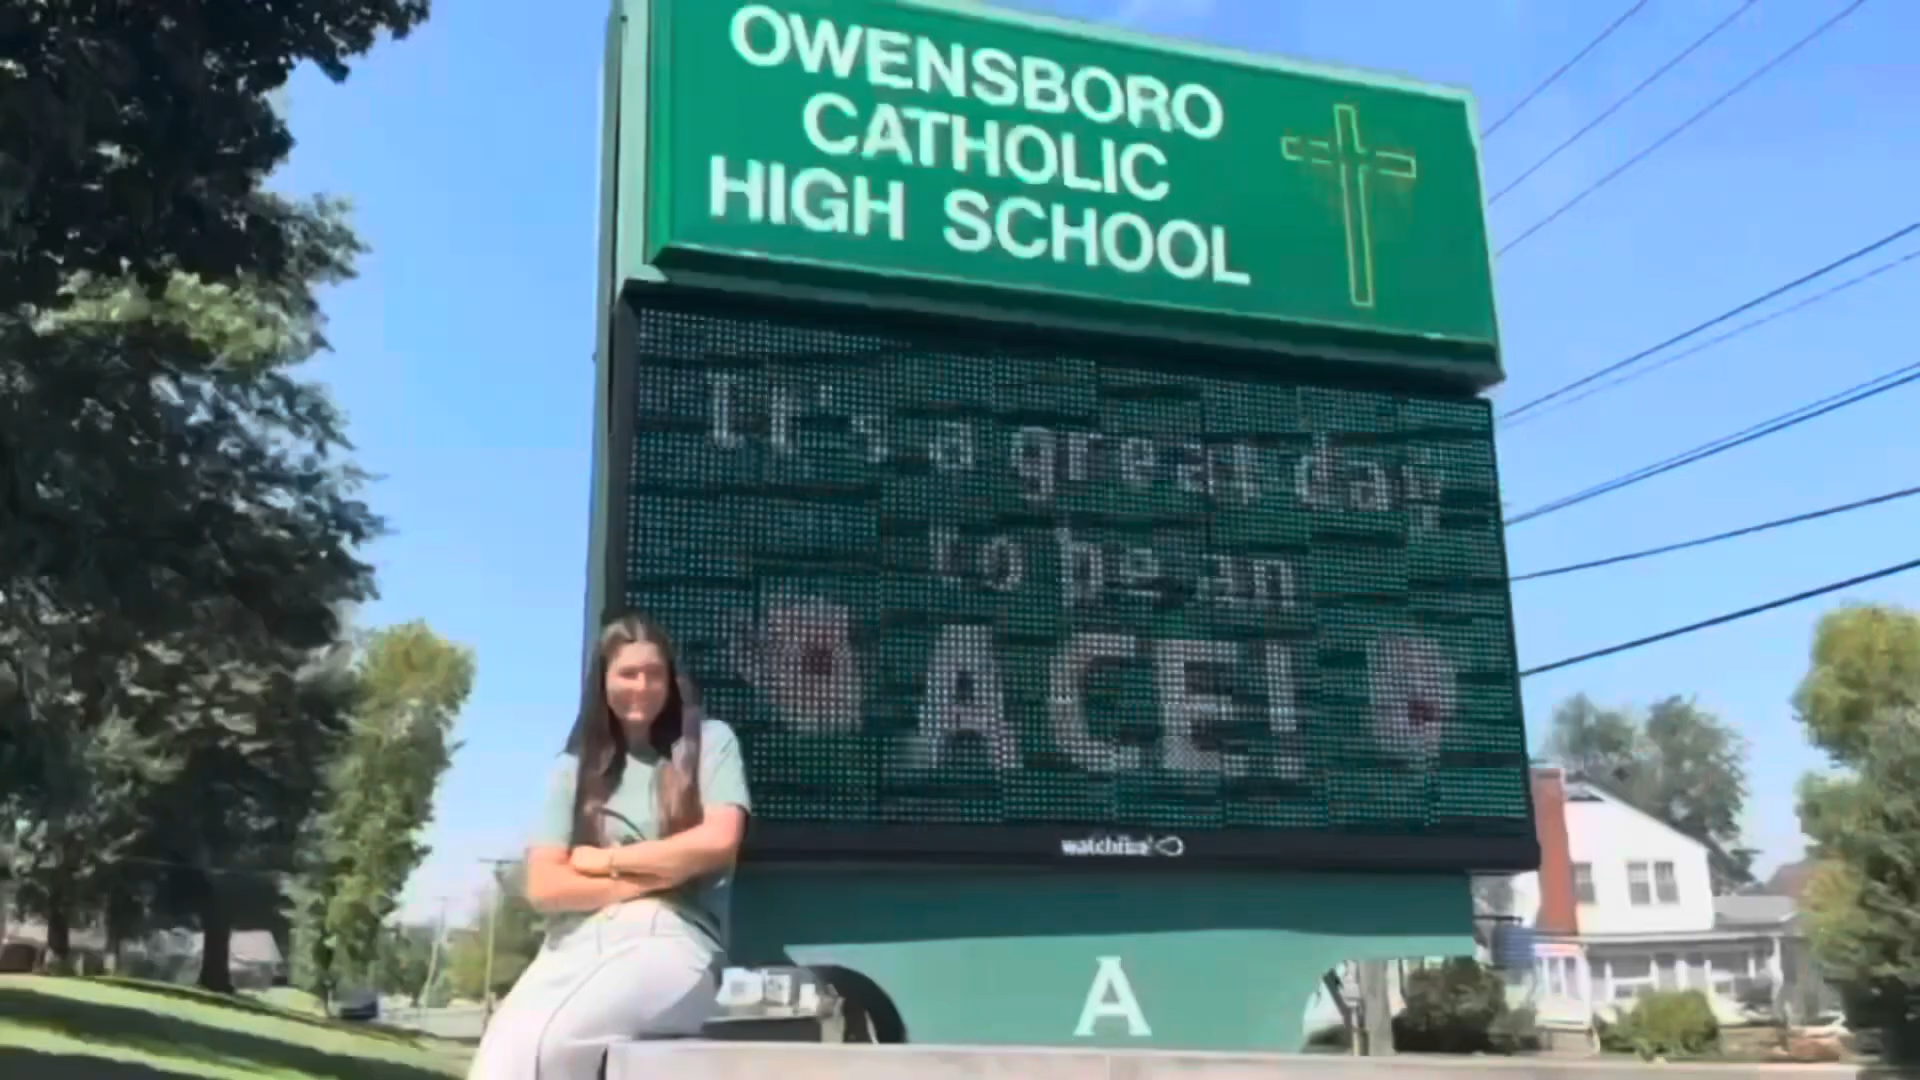 OWENSBORO
CATHOLIC
HIGH SCHOOL
It's a great day
to be an
ACE!
watchfire
A